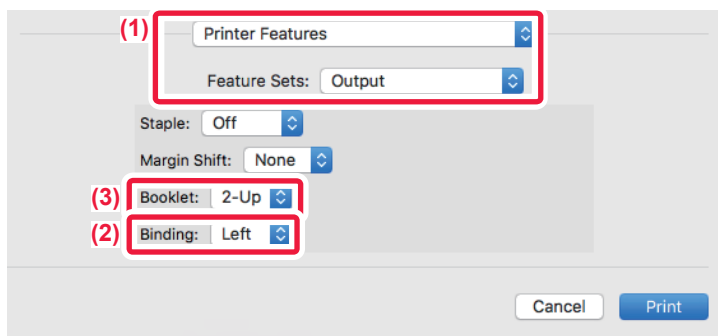 (1) Printer Features
Feature Sets: Output
Staple: Off
Margin Shift: None
(3) Booklet: 2-Up
(2) Binding: Left
Cancel Print